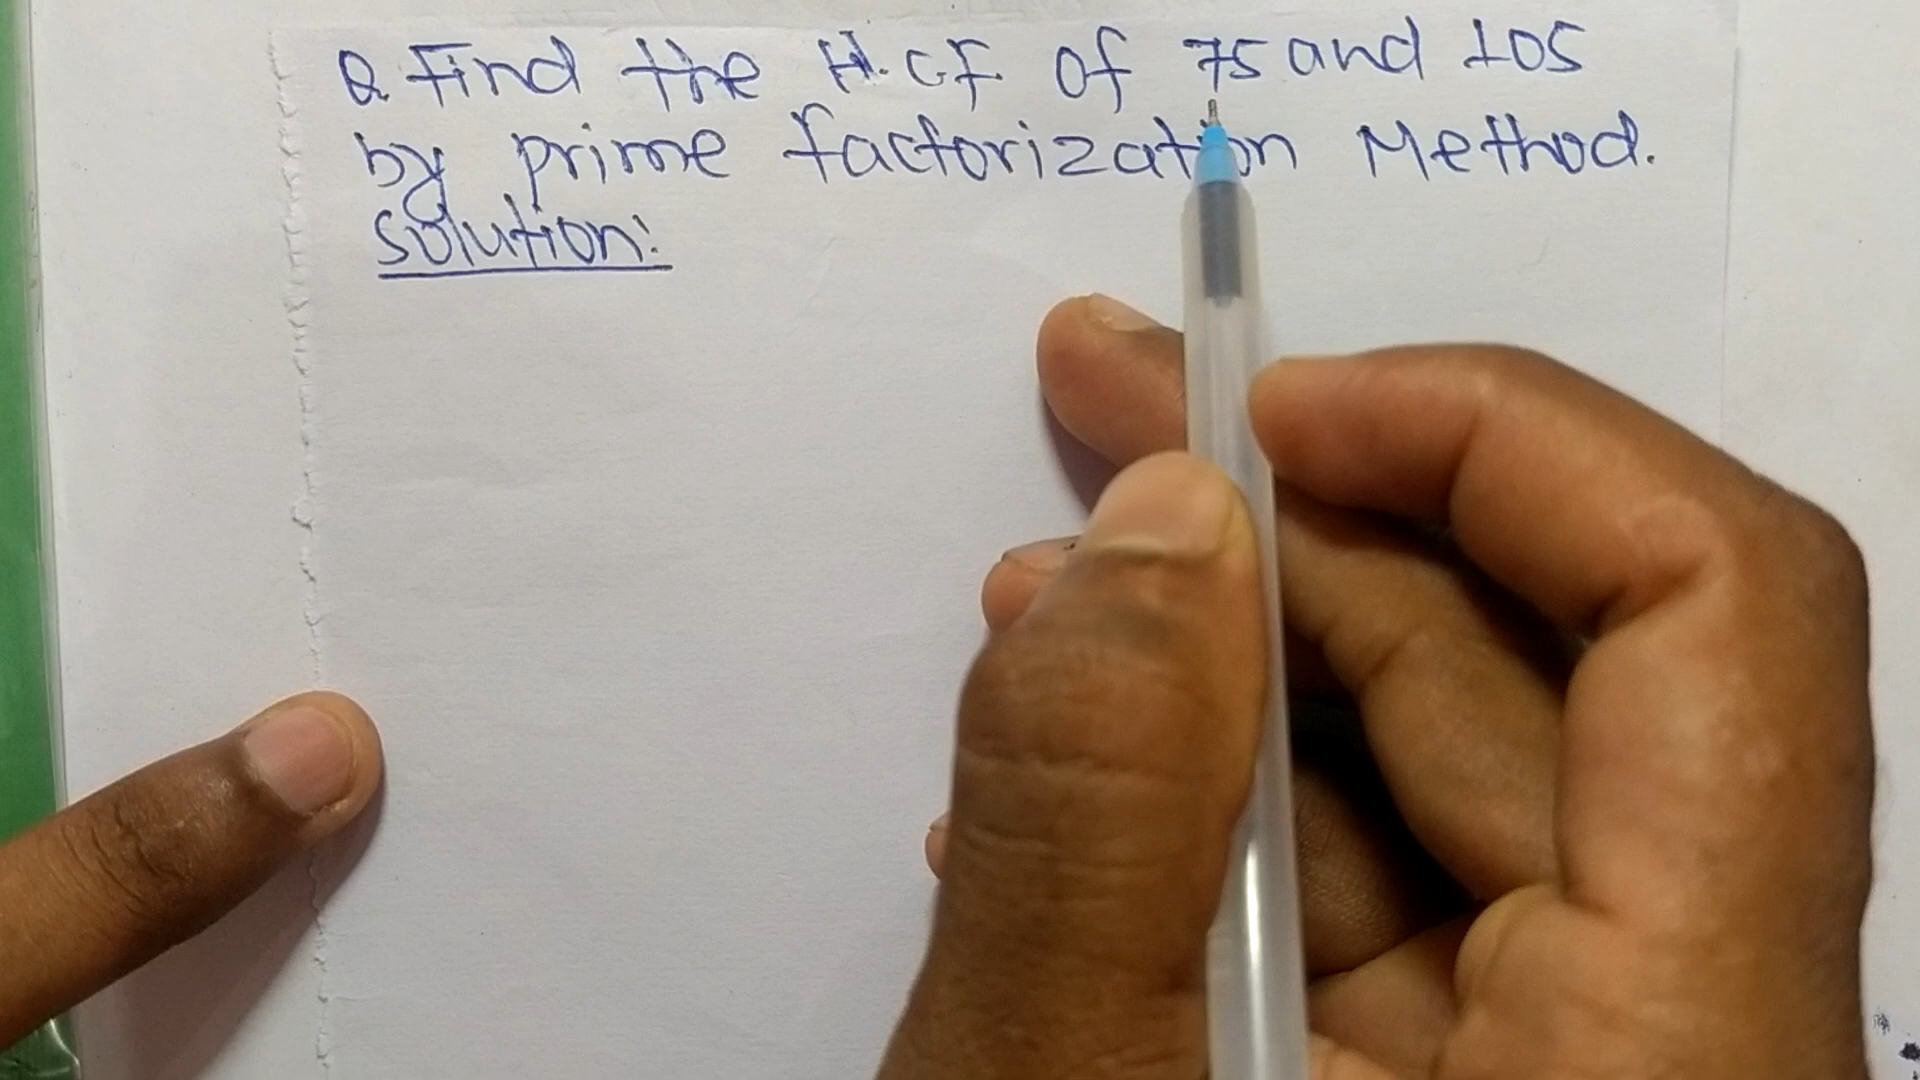 Q. Find the H.C.F of 75 and 105
by prime factorization Method.
Solution: